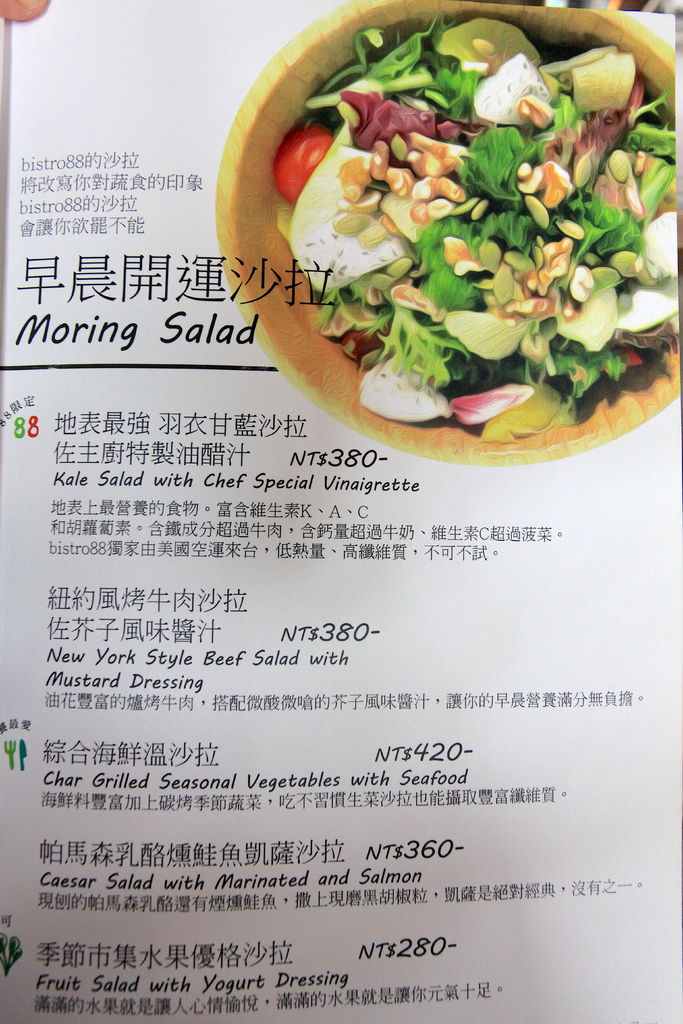 bistro88的沙拉
將改寫你對蔬食的印象
bistro88的沙拉
會讓你欲罷不能
早晨開運沙拉
Moring Salad
88限定
88
地表最強 羽衣甘藍沙拉
佐主廚特製油醋汁 NT$380-
Kale Salad with Chef Special Vinaigrette
地表上最營養的食物。富含維生素K、A、C
和胡蘿蔔素。含鐵成分超過牛肉，含鈣量超過牛奶、維生素C超過菠菜。
bistro88獨家由美國空運來台，低熱量、高纖維質，不可不試。
紐約風烤牛肉沙拉
佐芥子風味醬汁 NT$380-
New York Style Beef Salad with
Mustard Dressing
油花豐富的爐烤牛肉，搭配微酸微嗆的芥子風味醬汁，讓你的早晨營養滿分無負擔。
最愛
綜合海鮮溫沙拉 NT$420-
Char Grilled Seasonal Vegetables with Seafood
海鮮料豐富加上碳烤季節蔬菜，吃不習慣生菜沙拉也能攝取豐富纖維質。
帕馬森乳酪燻鮭魚凱薩沙拉 NT$360-
Caesar Salad with Marinated and Salmon
現刨的帕馬森乳酪還有煙燻鮭魚，撒上現磨黑胡椒粒，凱薩是絕對經典，沒有之一。
可
季節市集水果優格沙拉 NT$280-
Fruit Salad with Yogurt Dressing
滿滿的水果就是讓人心情愉悅，滿滿的水果就是讓你元氣十足。